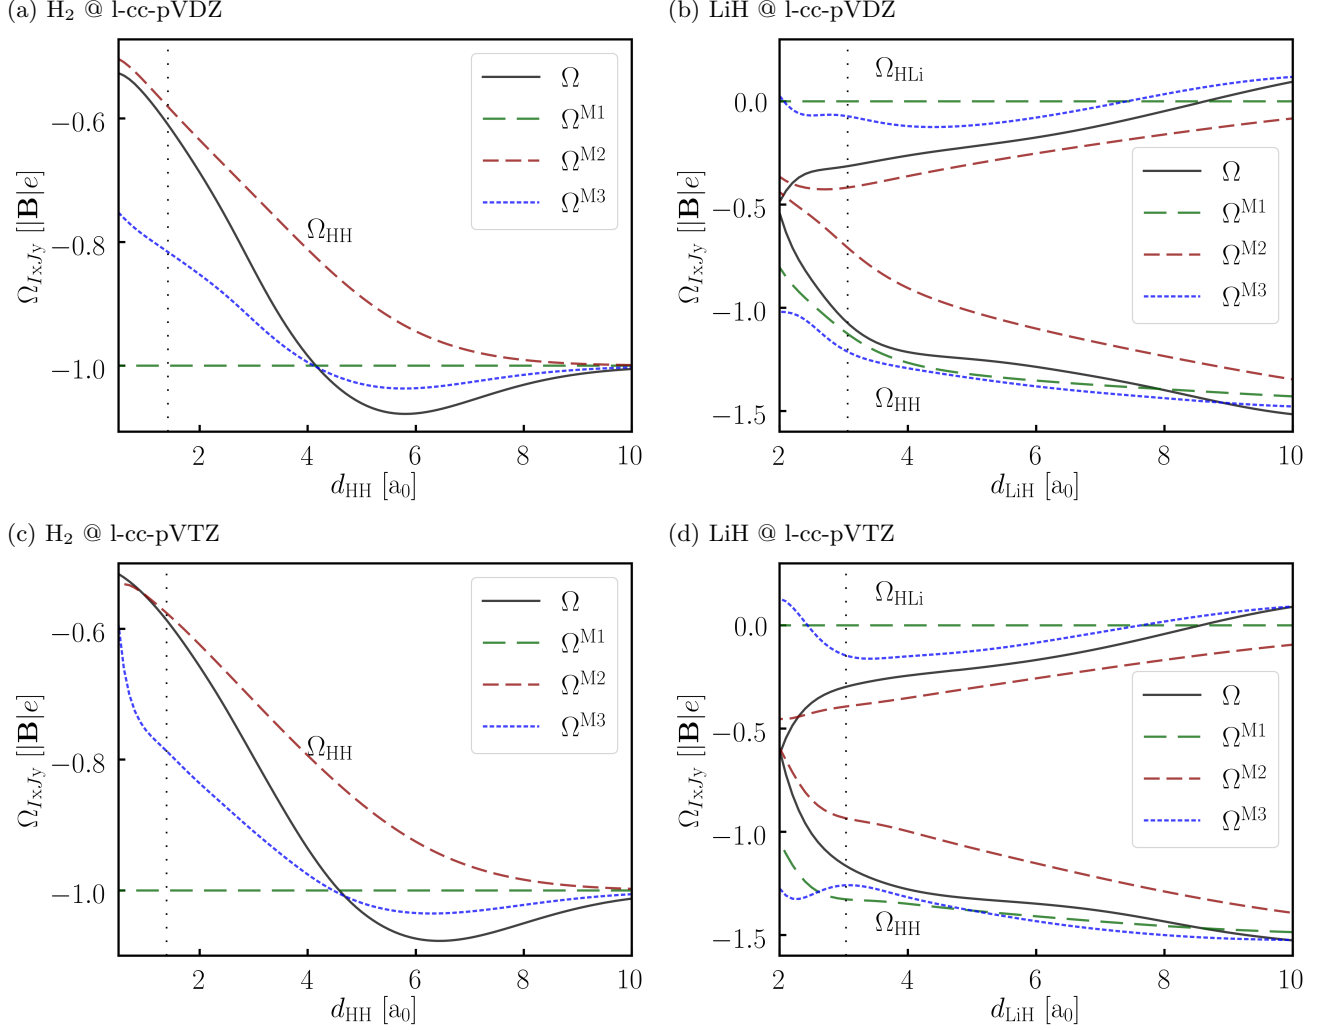 (a) H₂ @ l-cc-pVDZ
−0.6
−0.8
−1.0
2 4 6 8 10
d_HH [a₀]
Ω_IxJy [|𝐁|e]
Ω_HH
Ω
Ω^M1
Ω^M2
Ω^M3
(b) LiH @ l-cc-pVDZ
0.0
−0.5
−1.0
−1.5
2 4 6 8 10
d_LiH [a₀]
Ω_IxJy [|𝐁|e]
Ω_HLi
Ω_HH
Ω
Ω^M1
Ω^M2
Ω^M3
(c) H₂ @ l-cc-pVTZ
−0.6
−0.8
−1.0
2 4 6 8 10
d_HH [a₀]
Ω_IxJy [|𝐁|e]
Ω_HH
Ω
Ω^M1
Ω^M2
Ω^M3
(d) LiH @ l-cc-pVTZ
0.0
−0.5
−1.0
−1.5
2 4 6 8 10
d_LiH [a₀]
Ω_IxJy [|𝐁|e]
Ω_HLi
Ω_HH
Ω
Ω^M1
Ω^M2
Ω^M3